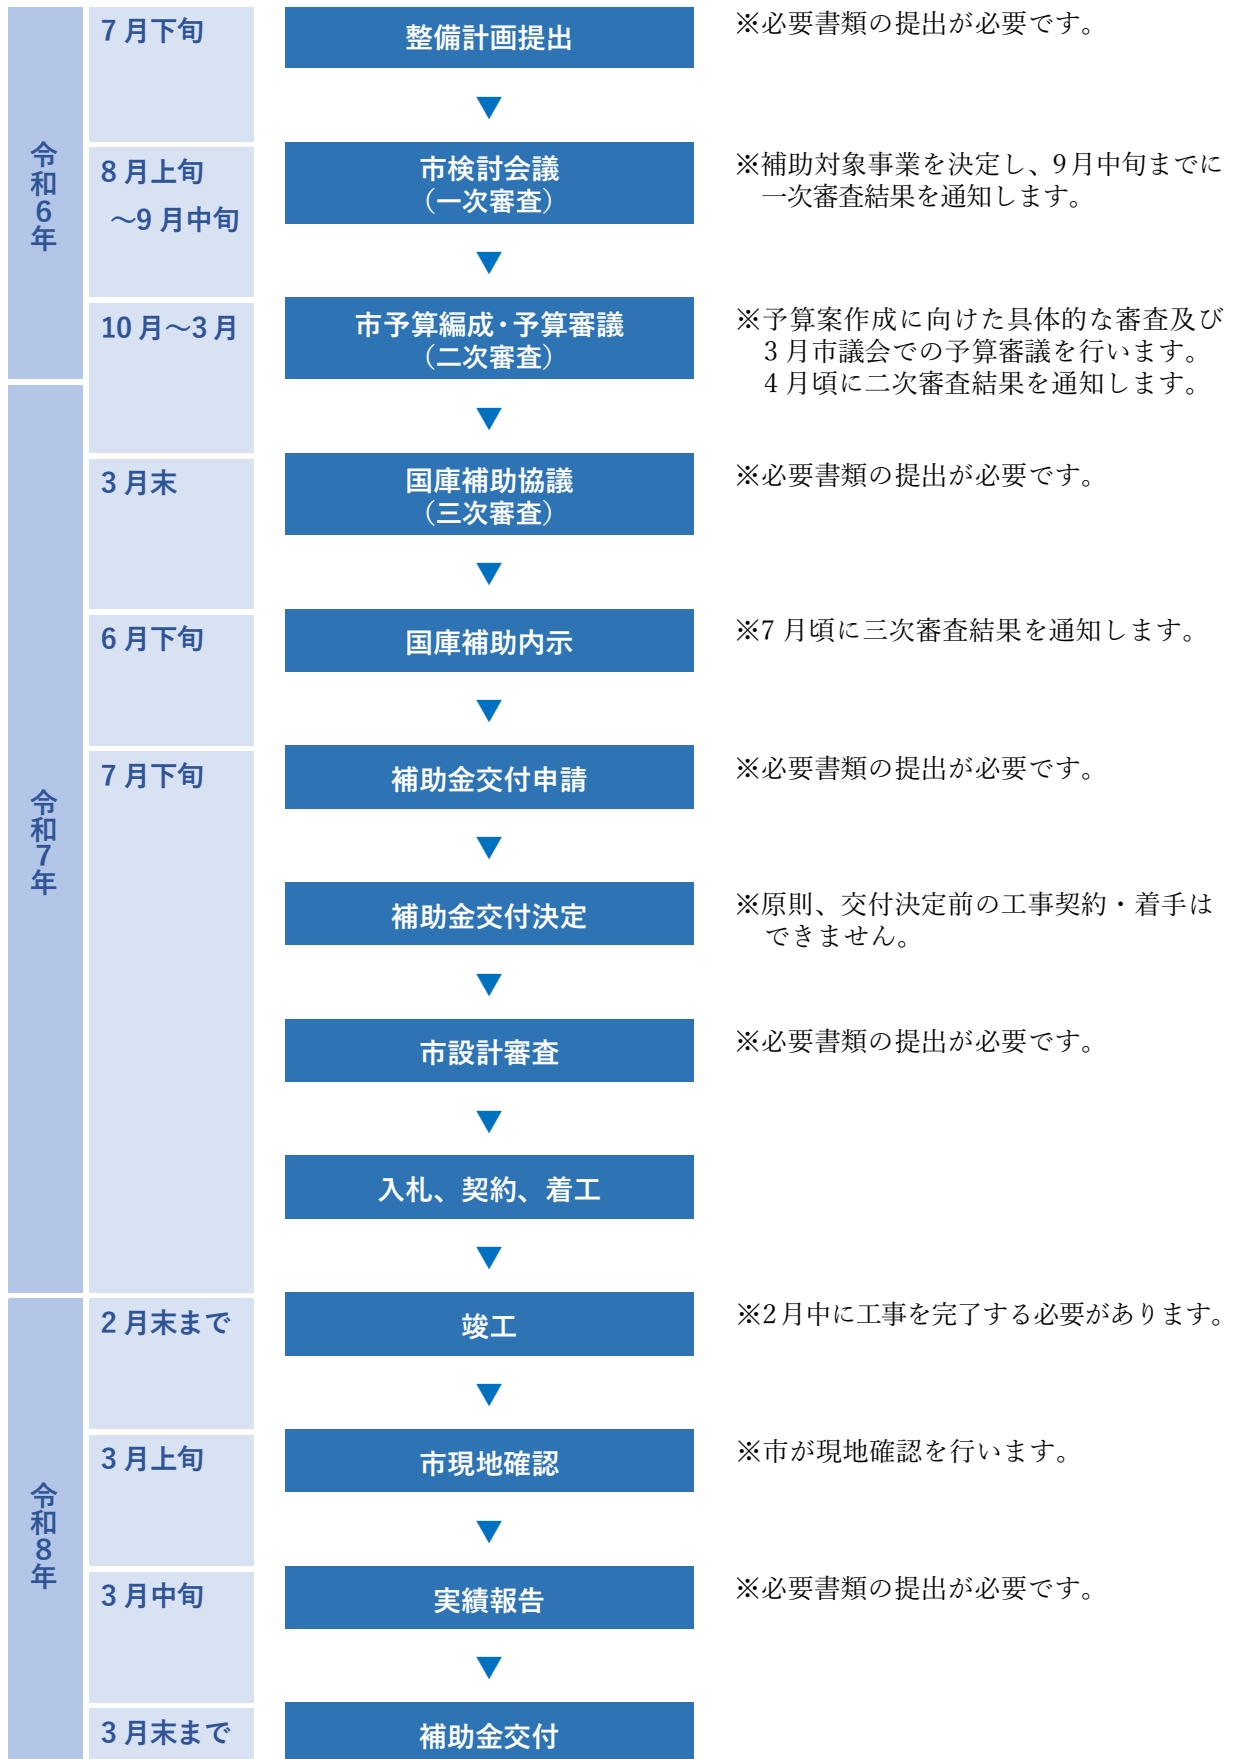 令和6年
7月下旬
整備計画提出
※必要書類の提出が必要です。
▼
8月上旬
～9月中旬
市検討会議
（一次審査）
※補助対象事業を決定し、9月中旬までに
一次審査結果を通知します。
▼
10月～3月
市予算編成・予算審議
（二次審査）
※予算案作成に向けた具体的な審査及び
3月市議会での予算審議を行います。
4月頃に二次審査結果を通知します。
▼
令和7年
3月末
国庫補助協議
（三次審査）
※必要書類の提出が必要です。
▼
6月下旬
国庫補助内示
※7月頃に三次審査結果を通知します。
▼
7月下旬
補助金交付申請
※必要書類の提出が必要です。
▼
補助金交付決定
※原則、交付決定前の工事契約・着手は
できません。
▼
市設計審査
※必要書類の提出が必要です。
▼
入札、契約、着工
▼
令和8年
2月末まで
竣工
※2月中に工事を完了する必要があります。
▼
3月上旬
市現地確認
※市が現地確認を行います。
▼
3月中旬
実績報告
※必要書類の提出が必要です。
▼
3月末まで
補助金交付